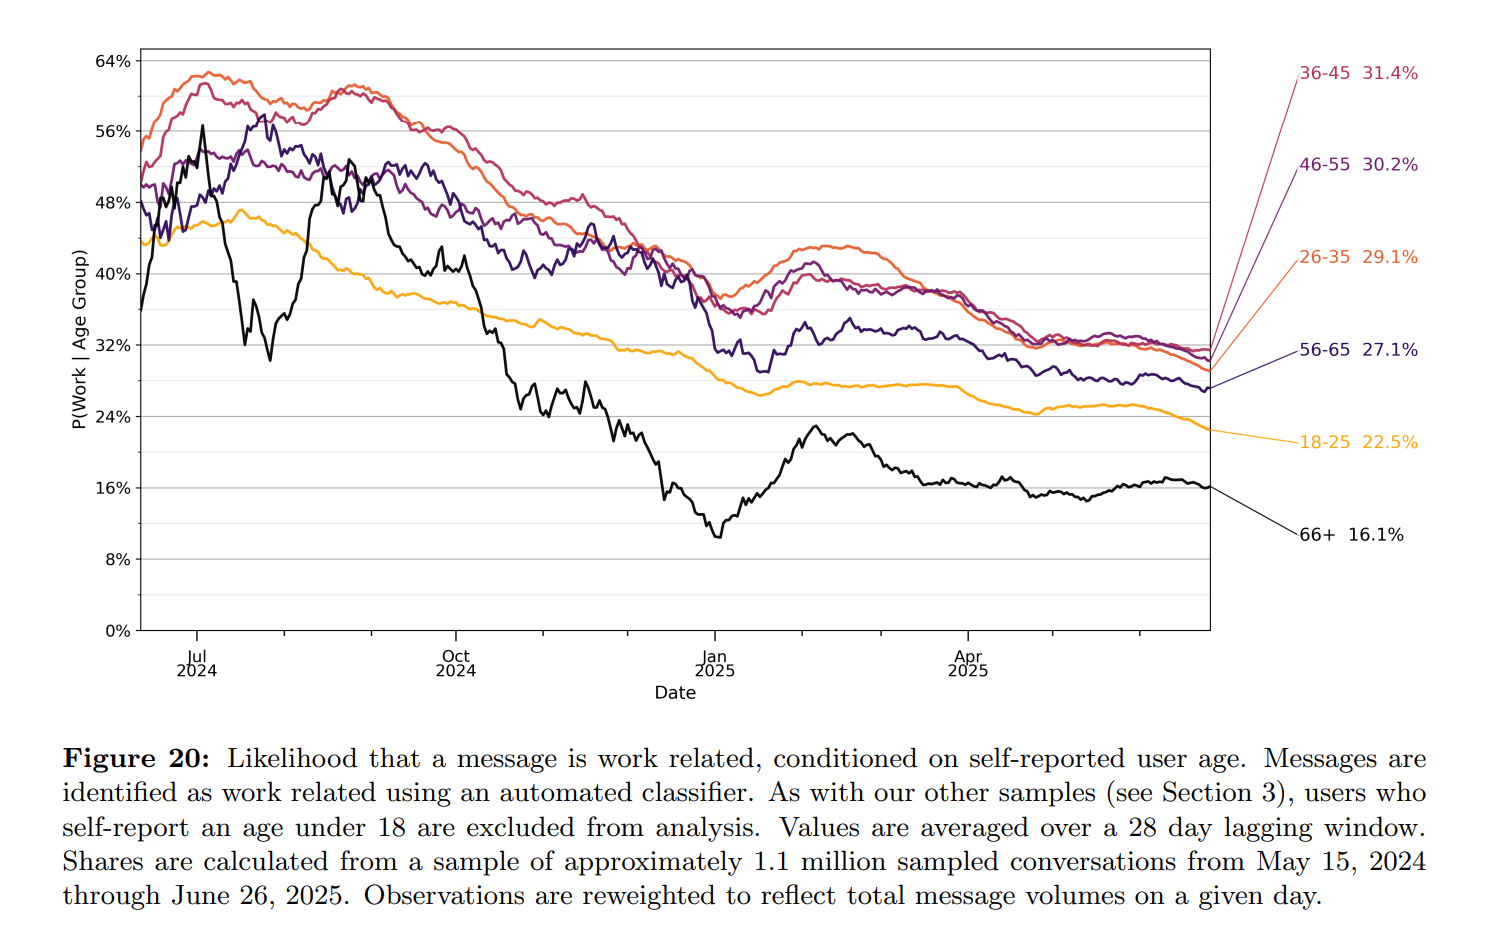 64%
56%
48%
40%
32%
24%
16%
8%
0%
P(Work | Age Group)
Jul
2024
Oct
2024
Jan
2025
Apr
2025
Date
36-45 31.4%
46-55 30.2%
26-35 29.1%
56-65 27.1%
18-25 22.5%
66+ 16.1%
Figure 20: Likelihood that a message is work related, conditioned on self-reported user age. Messages are
identified as work related using an automated classifier. As with our other samples (see Section 3), users who
self-report an age under 18 are excluded from analysis. Values are averaged over a 28 day lagging window.
Shares are calculated from a sample of approximately 1.1 million sampled conversations from May 15, 2024
through June 26, 2025. Observations are reweighted to reflect total message volumes on a given day.